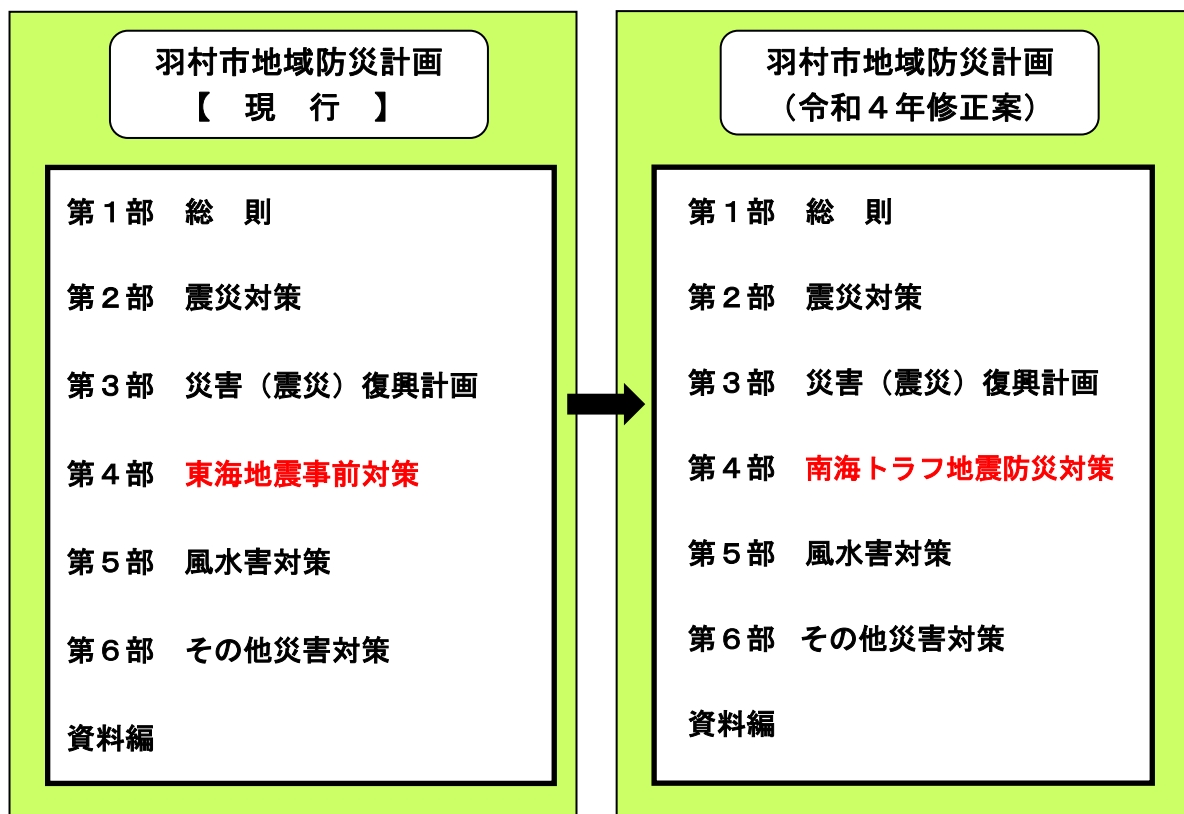 羽村市地域防災計画
【　現　行　】
第１部　総　則
第２部　震災対策
第３部　災害（震災）復興計画
第４部　東海地震事前対策
第５部　風水害対策
第６部　その他災害対策
資料編
羽村市地域防災計画
（令和４年修正案）
第１部　総　則
第２部　震災対策
第３部　災害（震災）復興計画
第４部　南海トラフ地震防災対策
第５部　風水害対策
第６部　その他災害対策
資料編